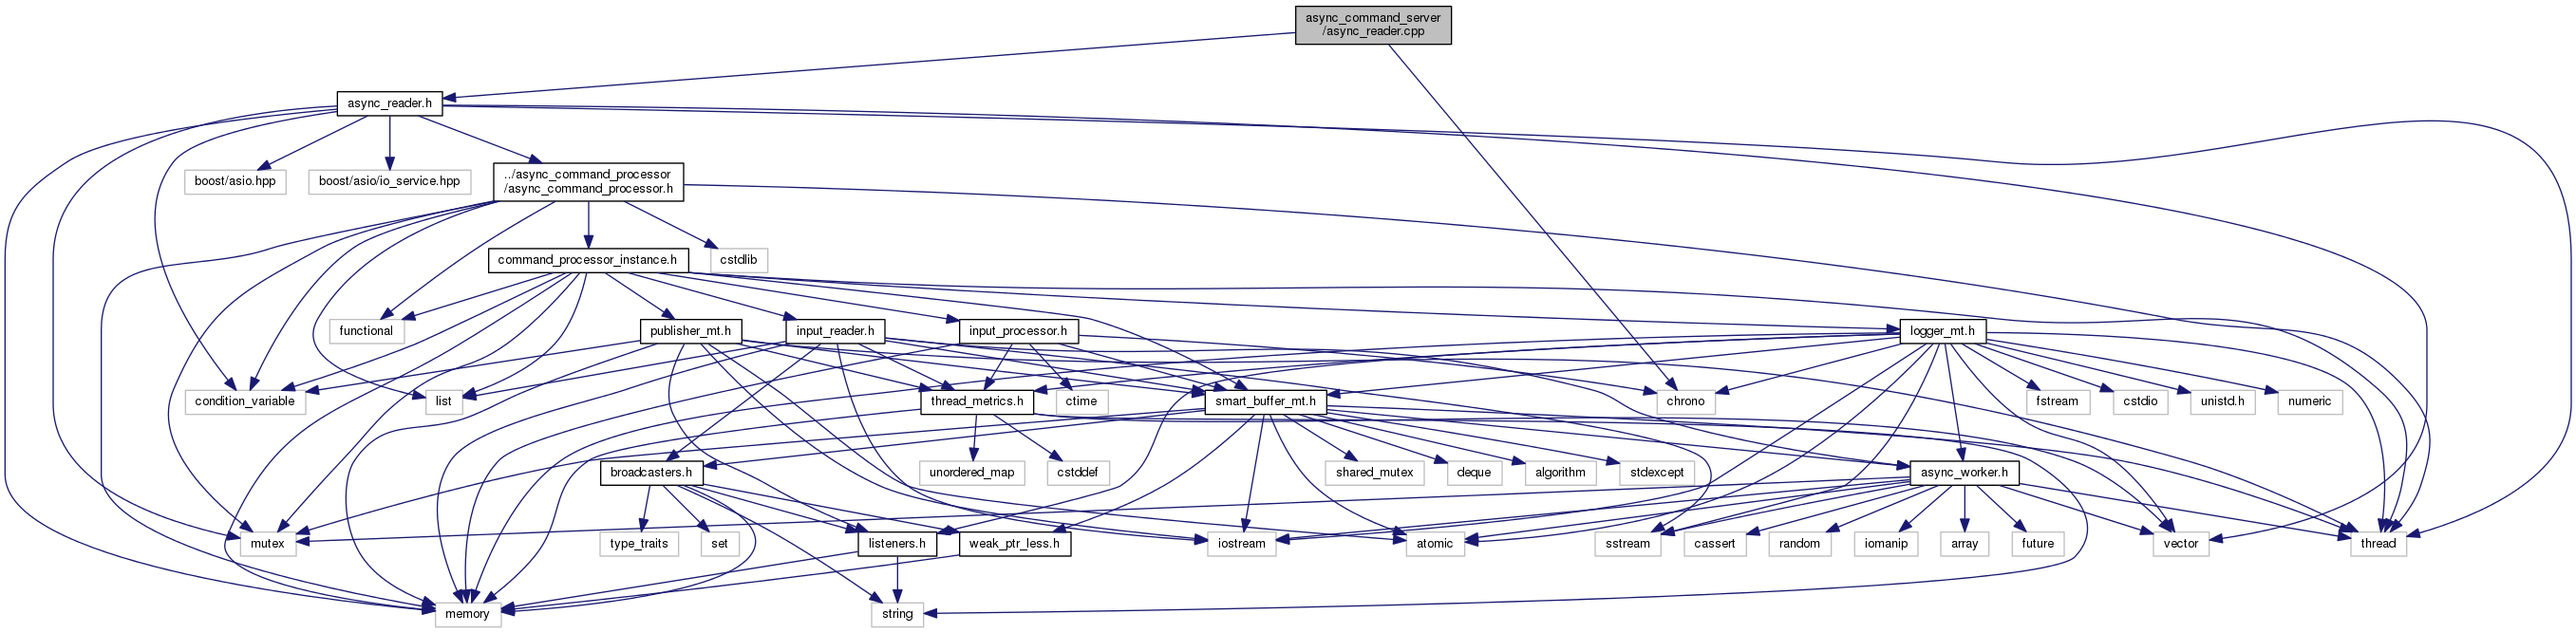 async_command_server
/async_reader.cpp
async_reader.h
boost/asio.hpp
boost/asio/io_service.hpp
../async_command_processor
/async_command_processor.h
command_processor_instance.h
cstdlib
functional
publisher_mt.h
input_reader.h
input_processor.h
logger_mt.h
condition_variable
list
thread_metrics.h
ctime
smart_buffer_mt.h
chrono
fstream
cstdio
unistd.h
numeric
broadcasters.h
unordered_map
cstddef
shared_mutex
deque
algorithm
stdexcept
async_worker.h
mutex
type_traits
set
listeners.h
weak_ptr_less.h
iostream
atomic
sstream
cassert
random
iomanip
array
future
vector
thread
memory
string